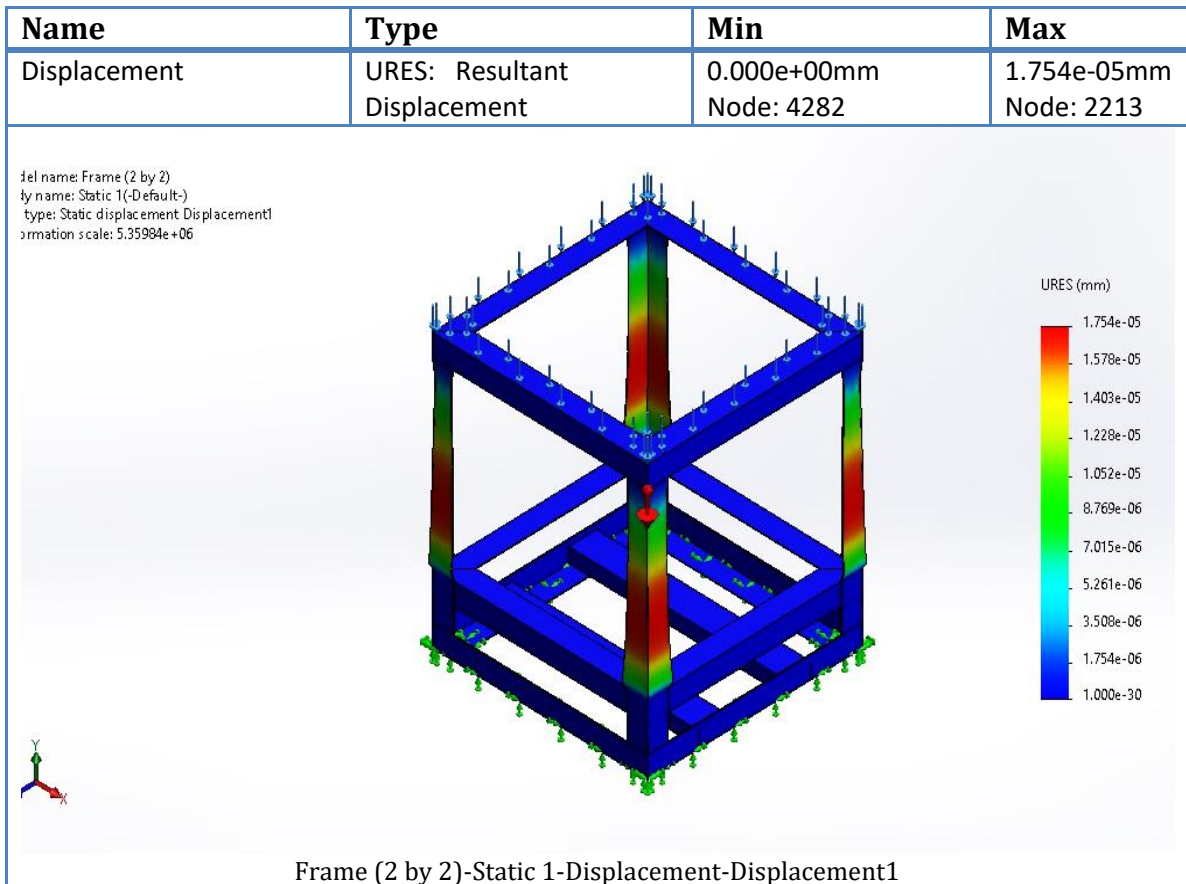 Name Type Min Max
Displacement URES: Resultant Displacement 0.000e+00mm Node: 4282 1.754e-05mm Node: 2213
del name: Frame (2 by 2)
dy name: Static 1(-Default-)
type: Static displacement Displacement1
ormation scale: 5.35984e+06
URES (mm)
1.754e-05
1.578e-05
1.403e-05
1.228e-05
1.052e-05
8.769e-06
7.015e-06
5.261e-06
3.508e-06
1.754e-06
1.000e-30
Y
X
Frame (2 by 2)-Static 1-Displacement-Displacement1